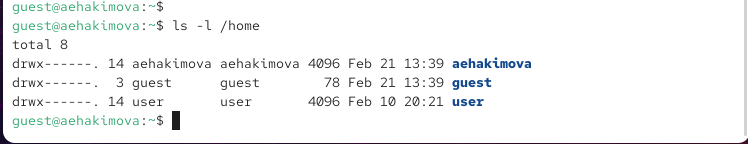 guest@aehakimova:~$
guest@aehakimova:~$ ls -l /home
total 8
drwx------. 14 aehakimova aehakimova 4096 Feb 21 13:39 aehakimova
drwx------.  3 guest      guest        78 Feb 21 13:39 guest
drwx------. 14 user       user       4096 Feb 10 20:21 user
guest@aehakimova:~$